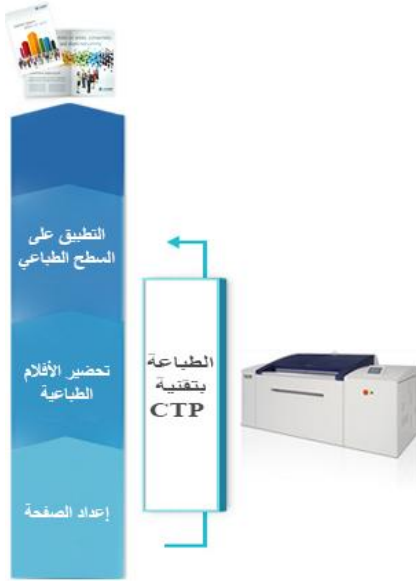 التطبيق على
السطح الطباعي
تحضير الأفلام
الطباعية
إعداد الصفحة
الطباعة
بتقنية
CTP